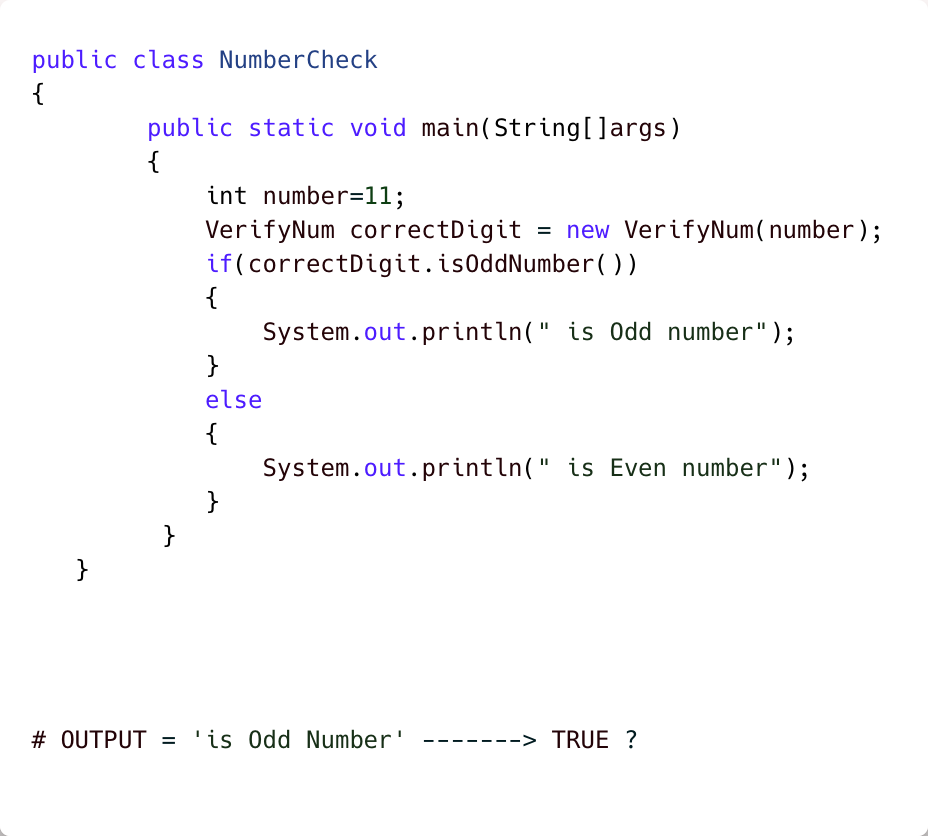 public class NumberCheck
{
public static void main(String[]args)
{
int number=11;
VerifyNum correctDigit = new VerifyNum(number);
if(correctDigit.isOddNumber())
{
System.out.println(" is Odd number");
}
else
{
System.out.println(" is Even number");
}
}
}
# OUTPUT = 'is Odd Number' -------> TRUE ?